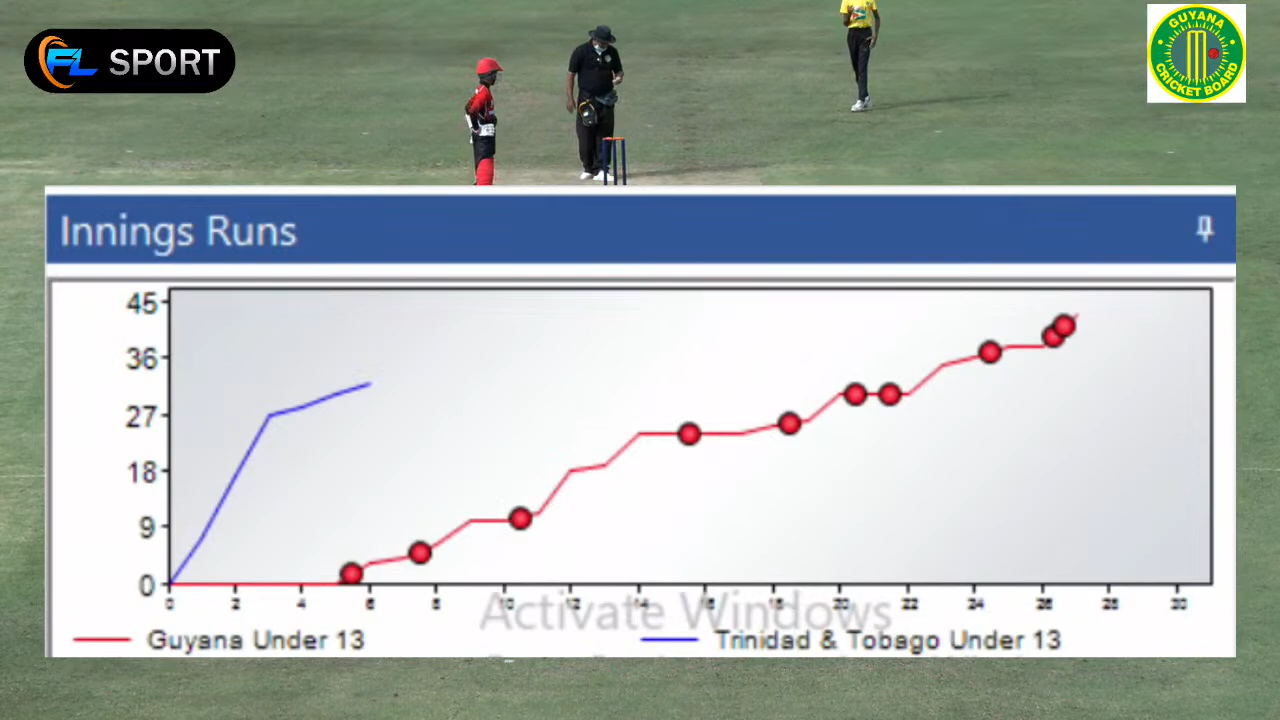 FL SPORT
GUYANA
CRICKET BOARD
Innings Runs
45
36
27
18
9
0
0 2 4 6 8 10 12 14 16 18 20 22 24 26 28 30
Activate Windows
Guyana Under 13 Trinidad & Tobago Under 13